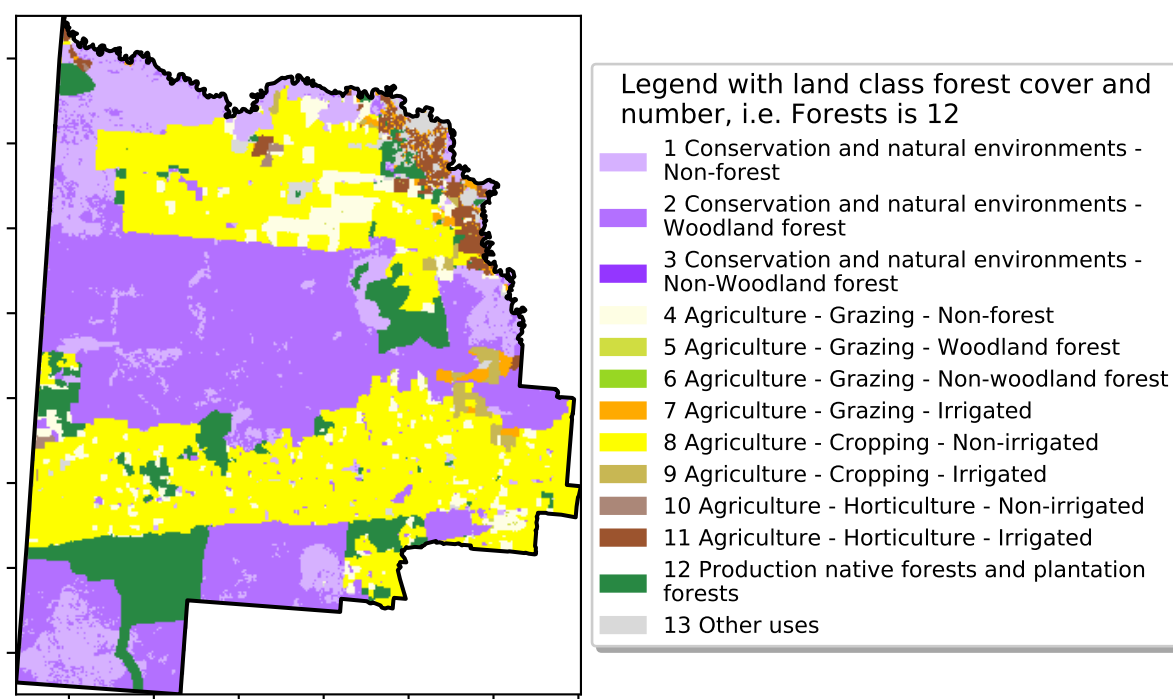 Legend with land class forest cover and
number, i.e. Forests is 12
1 Conservation and natural environments -
Non-forest
2 Conservation and natural environments -
Woodland forest
3 Conservation and natural environments -
Non-Woodland forest
4 Agriculture - Grazing - Non-forest
5 Agriculture - Grazing - Woodland forest
6 Agriculture - Grazing - Non-woodland forest
7 Agriculture - Grazing - Irrigated
8 Agriculture - Cropping - Non-irrigated
9 Agriculture - Cropping - Irrigated
10 Agriculture - Horticulture - Non-irrigated
11 Agriculture - Horticulture - Irrigated
12 Production native forests and plantation
forests
13 Other uses